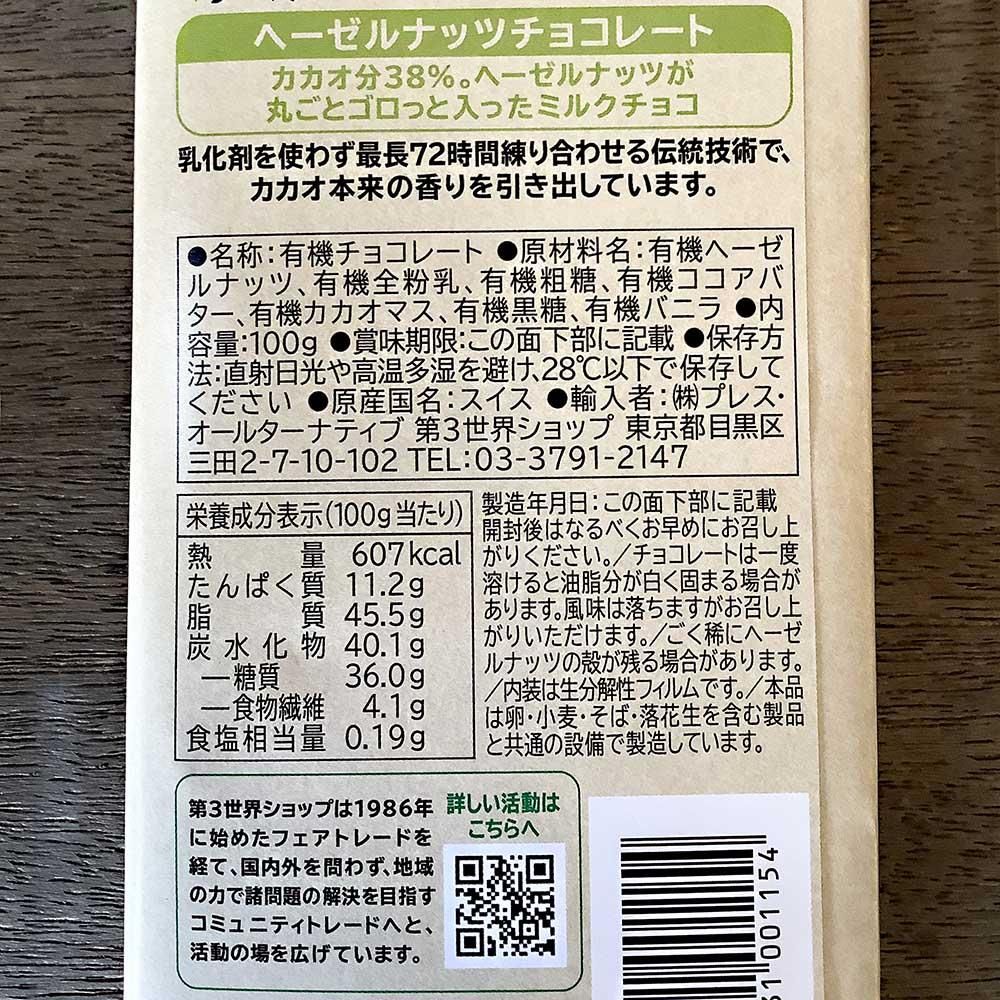 ヘーゼルナッツチョコレート
カカオ分38%。ヘーゼルナッツが
丸ごとゴロっと入ったミルクチョコ
乳化剤を使わず最長72時間練り合わせる伝統技術で、
カカオ本来の香りを引き出しています。
●名称：有機チョコレート ●原材料名：有機ヘーゼ
ルナッツ、有機全粉乳、有機粗糖、有機ココアバ
ター、有機カカオマス、有機黒糖、有機バニラ ●内
容量：100g ●賞味期限：この面下部に記載 ●保存方
法：直射日光や高温多湿を避け、28℃以下で保存して
ください ●原産国名：スイス ●輸入者：㈱プレス・
オールターナティブ 第3世界ショップ 東京都目黒区
三田2-7-10-102 TEL：03-3791-2147
栄養成分表示(100g当たり)
熱量 607kcal
たんぱく質 11.2g
脂質 45.5g
炭水化物 40.1g
―糖質 36.0g
―食物繊維 4.1g
食塩相当量 0.19g
製造年月日：この面下部に記載
開封後はなるべくお早めにお召し上
がりください。／チョコレートは一度
溶けると油脂分が白く固まる場合が
あります。風味は落ちますがお召し上
がりいただけます。／ごく稀にヘーゼ
ルナッツの殻が残る場合があります。
／内装は生分解性フィルムです。／本品
は卵・小麦・そば・落花生を含む製品
と共通の設備で製造しています。
第3世界ショップは1986年
に始めたフェアトレードを
経て、国内外を問わず、地域
の力で諸問題の解決を目指す
コミュニティトレードへと、
活動の場を広げています。
詳しい活動は
こちらへ
1001154